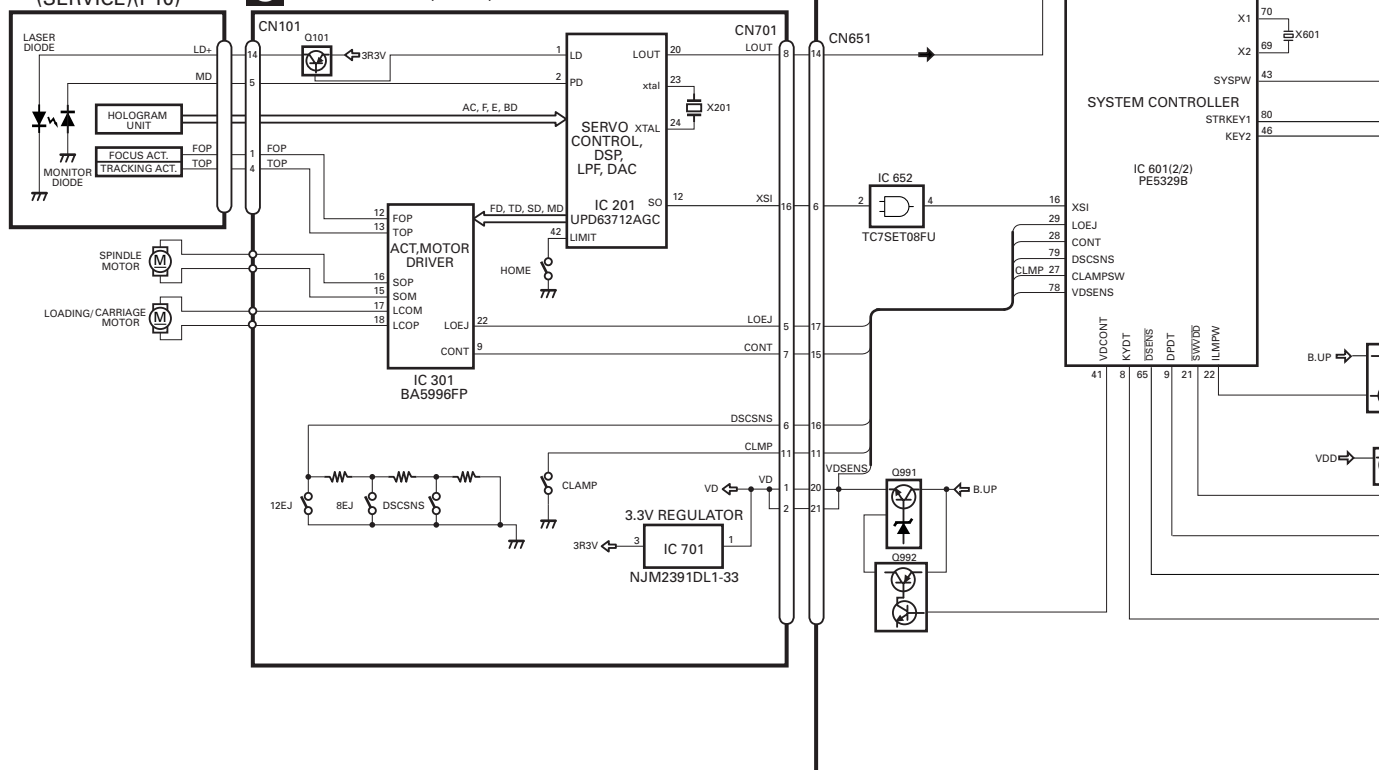 CN101
CN701
CN651
LASER
DIODE
LD+
14
Q101
3R3V
1
LD
LOUT
20
LOUT
8
14
MD
5
2
PD
xtal
23
X201
XTAL
24
HOLOGRAM
UNIT
AC, F, E, BD
SERVO
CONTROL,
DSP,
LPF, DAC
FOCUS ACT.
TRACKING ACT.
FOP
TOP
1
4
FOP
TOP
MONITOR
DIODE
IC 201
UPD63712AGC
SO
12
XSI
16
6
FD, TD, SD, MD
42
LIMIT
HOME
12
FOP
13
TOP
ACT,MOTOR
DRIVER
16
SOP
15
SOM
17
LCOM
18
LCOP
LOEJ
22
CONT
9
IC 301
BA5996FP
SPINDLE
MOTOR
M
LOADING/CARRIAGE
MOTOR
M
LOEJ
5
17
CONT
7
15
DSCSNS
6
16
CLMP
11
11
12EJ
8EJ
DSCSNS
CLAMP
VD
VD
1
20
2
21
VDSENS
3.3V REGULATOR
3R3V
3
IC 701
1
NJM2391DL1-33
Q991
B.UP
Q992
IC 652
2
4
TC7SET08FU
X1
70
X601
X2
69
SYSPW
43
SYSTEM CONTROLLER
STRKEY1
80
KEY2
46
IC 601(2/2)
PE5329B
16
XSI
29
LOEJ
28
CONT
79
DSCSNS
CLMP
27
CLAMPSW
78
VDSENS
VDCONT
KYDT
DSENS
DPDT
SWVDD
ILMPW
41
8
65
9
21
22
B.UP
VDD